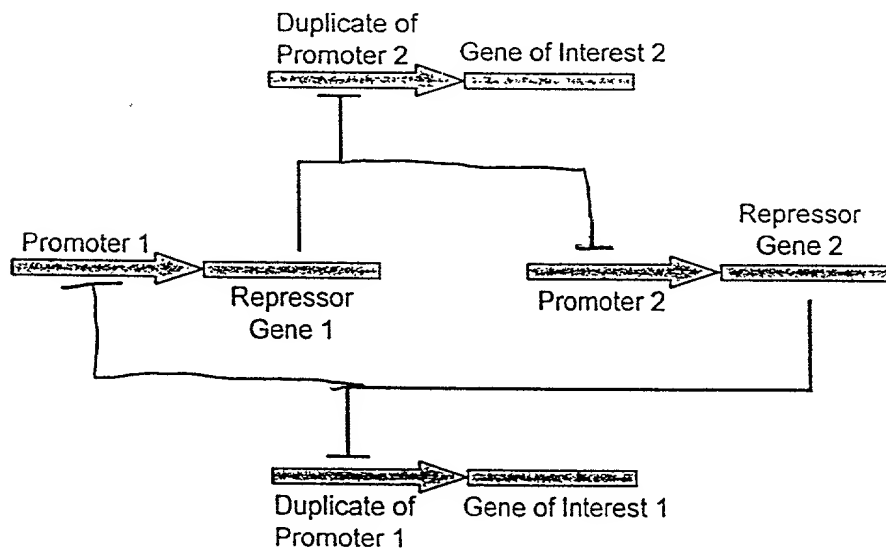 Duplicate of
Promoter 2
Gene of Interest 2
Promoter 1
Repressor
Gene 1
Repressor
Gene 2
Promoter 2
Duplicate of
Promoter 1
Gene of Interest 1